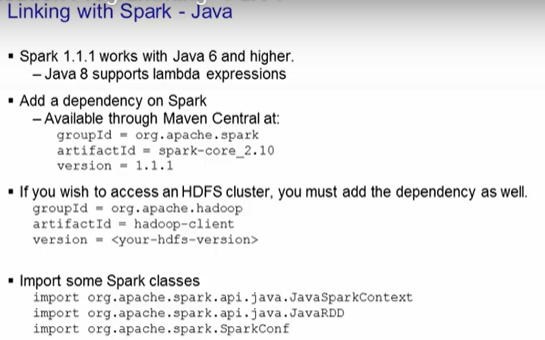 Linking with Spark - Java
▪ Spark 1.1.1 works with Java 6 and higher.
– Java 8 supports lambda expressions
▪ Add a dependency on Spark
– Available through Maven Central at:
groupId = org.apache.spark
artifactId = spark-core_2.10
version = 1.1.1
▪ If you wish to access an HDFS cluster, you must add the dependency as well.
groupId = org.apache.hadoop
artifactId = hadoop-client
version = <your-hdfs-version>
▪ Import some Spark classes
import org.apache.spark.api.java.JavaSparkContext
import org.apache.spark.api.java.JavaRDD
import org.apache.spark.SparkConf